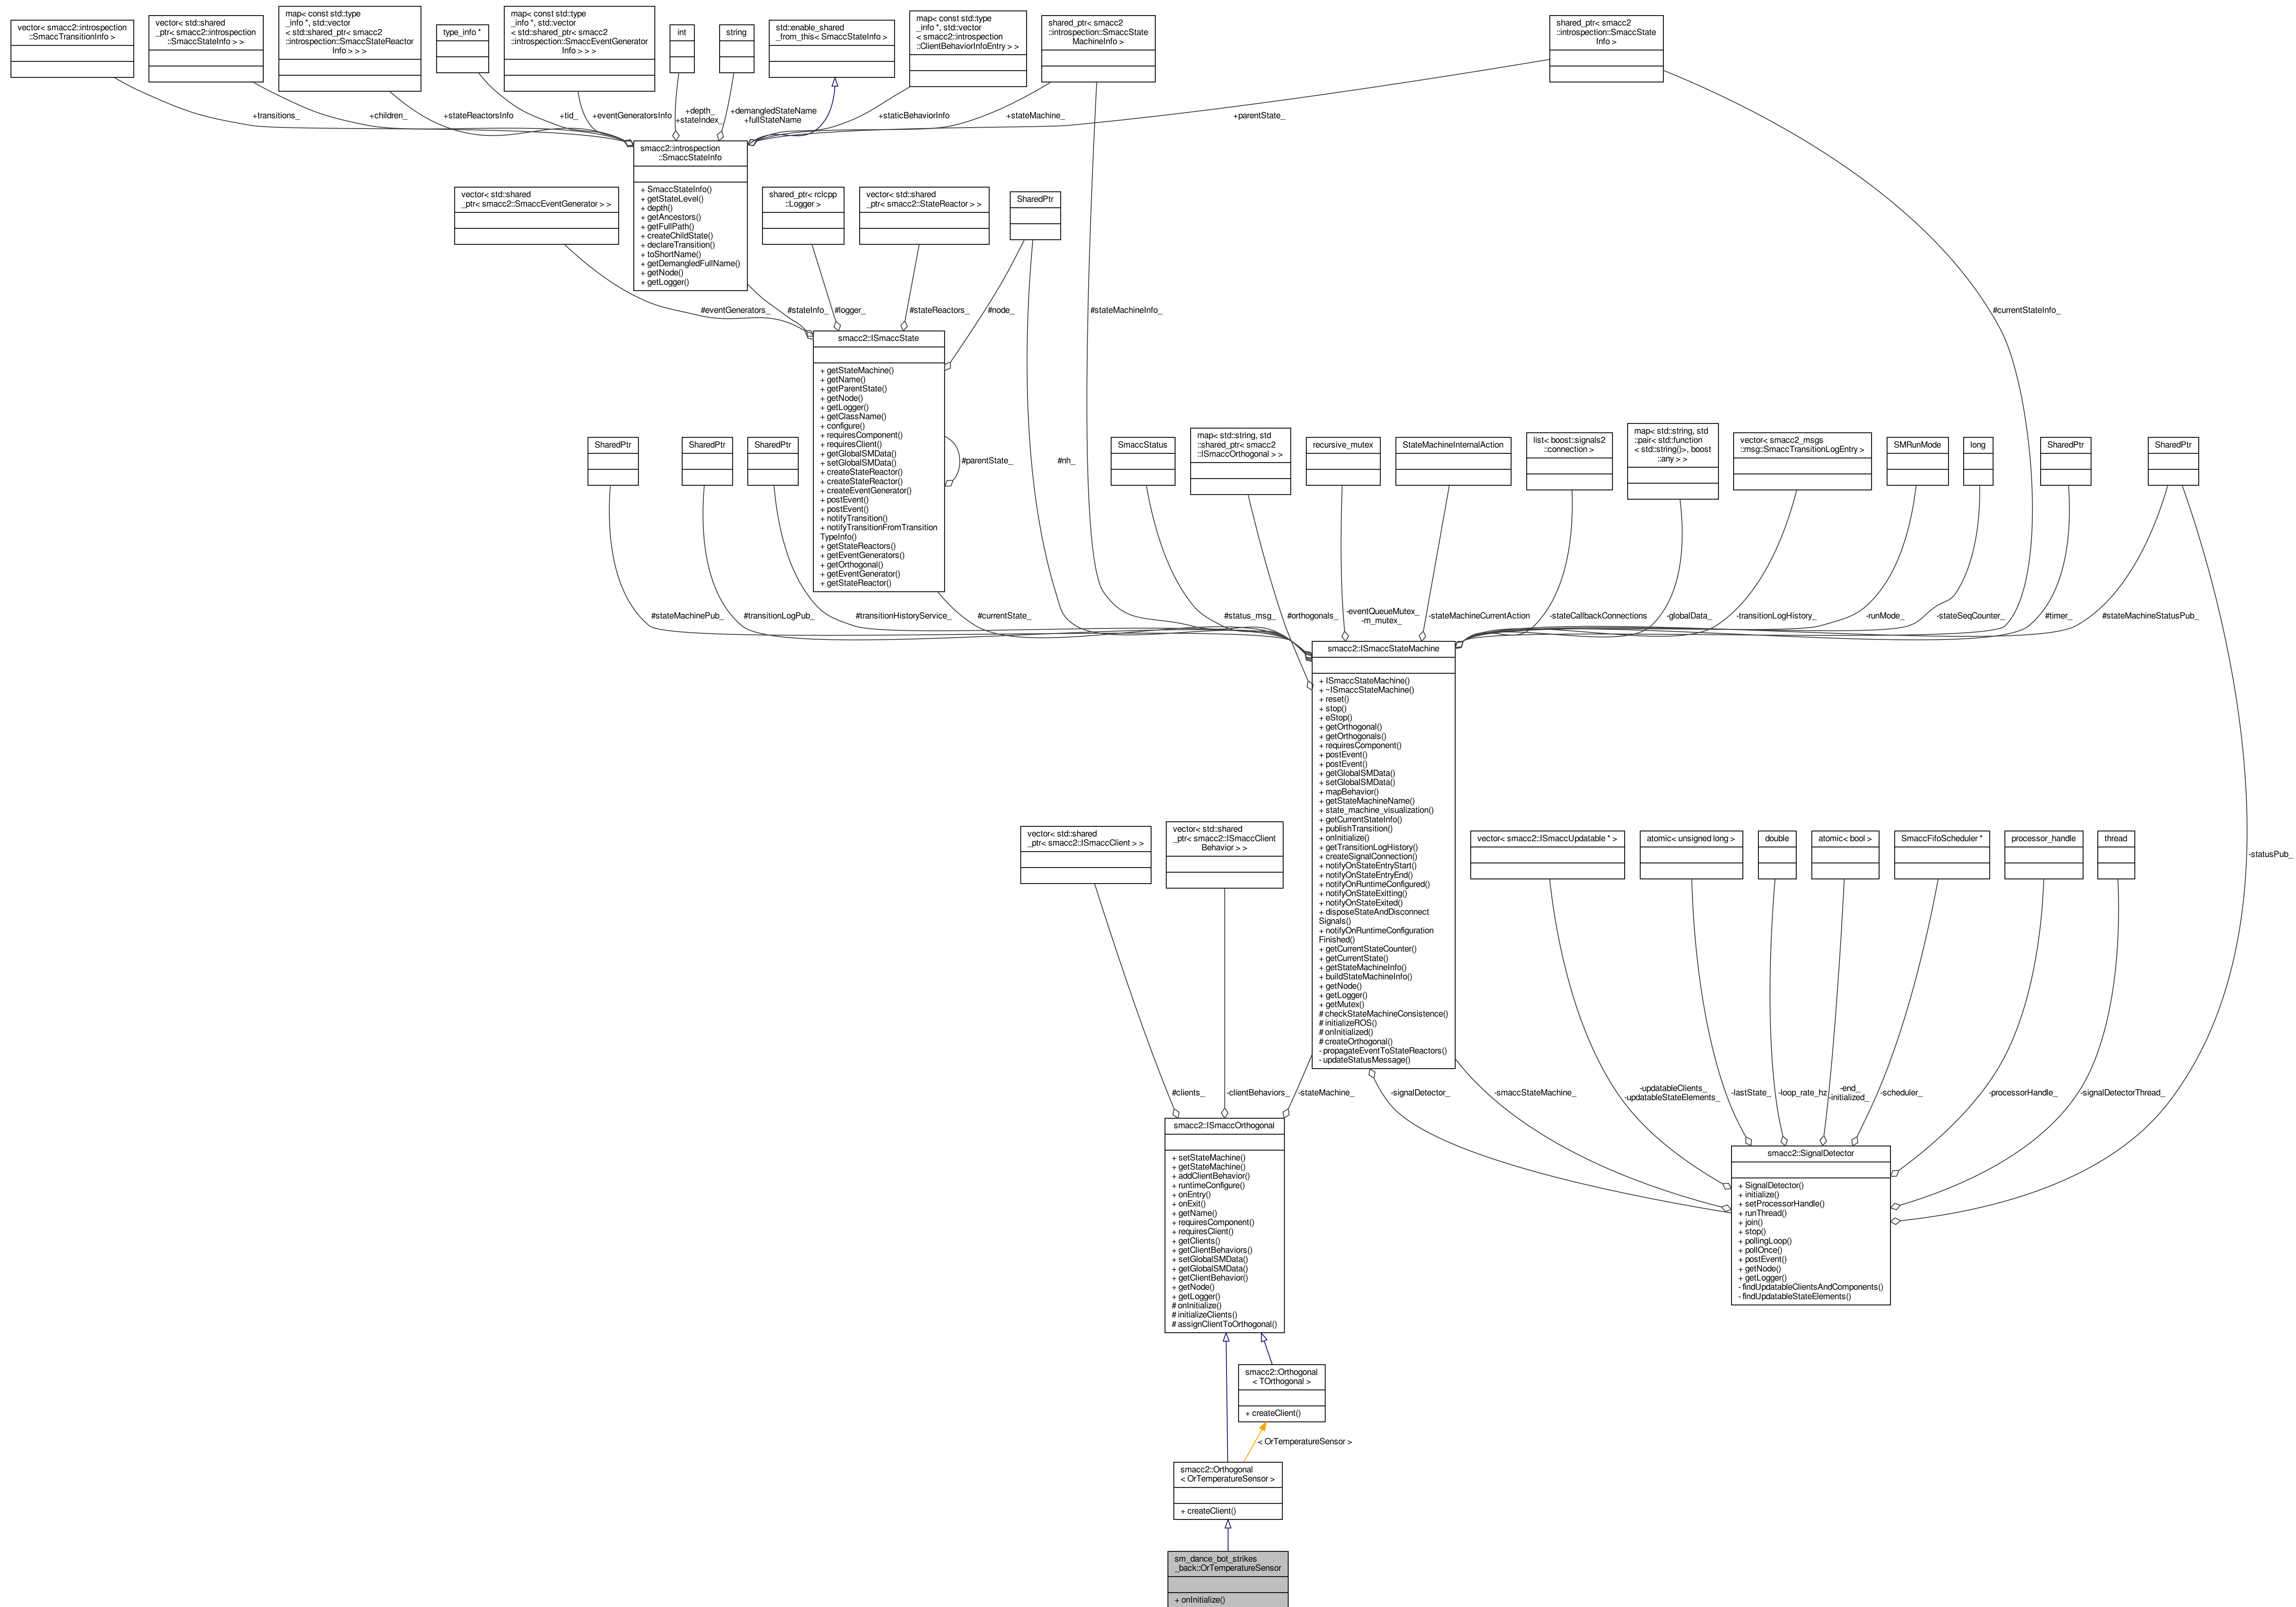 vector< smacc2::introspection
::SmaccTransitionInfo >
vector< std::shared
_ptr< smacc2::introspection
::SmaccStateInfo > >
map< const std::type
_info *, std::vector
< std::shared_ptr< smacc2
::introspection::SmaccStateReactor
Info > > >
type_info *
map< const std::type
_info *, std::vector
< std::shared_ptr< smacc2
::introspection::SmaccEventGenerator
Info > > >
int
string
std::enable_shared
_from_this< SmaccStateInfo >
map< const std::type
_info *, std::vector
< smacc2::introspection
::ClientBehaviorInfoEntry > >
shared_ptr< smacc2
::introspection::SmaccState
MachineInfo >
shared_ptr< smacc2
::introspection::SmaccState
Info >
+transitions_
+children_
+stateReactorsInfo
+tid_
+eventGeneratorsInfo
+depth_
+stateIndex_
+demangledStateName
+fullStateName
+staticBehaviorInfo
+stateMachine_
+parentState_
smacc2::introspection
::SmaccStateInfo
+ SmaccStateInfo()
+ getStateLevel()
+ depth()
+ getAncestors()
+ getFullPath()
+ createChildState()
+ declareTransition()
+ toShortName()
+ getDemangledFullName()
+ getNode()
+ getLogger()
vector< std::shared
_ptr< smacc2::SmaccEventGenerator > >
shared_ptr< rclcpp
::Logger >
vector< std::shared
_ptr< smacc2::StateReactor > >
SharedPtr
#eventGenerators_
#stateInfo_
#logger_
#stateReactors_
#node_
#stateMachineInfo_
#currentStateInfo_
smacc2::ISmaccState
+ getStateMachine()
+ getName()
+ getParentState()
+ getNode()
+ getLogger()
+ getClassName()
+ configure()
+ requiresComponent()
+ requiresClient()
+ getGlobalSMData()
+ setGlobalSMData()
+ createStateReactor()
+ createStateReactor()
+ createEventGenerator()
+ postEvent()
+ postEvent()
+ notifyTransition()
+ notifyTransitionFromTransition
TypeInfo()
+ getStateReactors()
+ getEventGenerators()
+ getOrthogonal()
+ getEventGenerator()
+ getStateReactor()
#parentState_
#nh_
SharedPtr
SharedPtr
SharedPtr
SmaccStatus
map< std::string, std
::shared_ptr< smacc2
::ISmaccOrthogonal > >
recursive_mutex
StateMachineInternalAction
list< boost::signals2
::connection >
map< std::string, std
::pair< std::function
< std::string()>, boost
::any > >
vector< smacc2_msgs
::msg::SmaccTransitionLogEntry >
SMRunMode
long
SharedPtr
SharedPtr
#stateMachinePub_
#transitionLogPub_
#transitionHistoryService_
#currentState_
#status_msg_
#orthogonals_
-eventQueueMutex_
-m_mutex_
-stateMachineCurrentAction
-stateCallbackConnections
-globalData_
-transitionLogHistory_
-runMode_
-stateSeqCounter_
#timer_
#stateMachineStatusPub_
smacc2::ISmaccStateMachine
+ ISmaccStateMachine()
+ ~ISmaccStateMachine()
+ reset()
+ stop()
+ eStop()
+ getOrthogonal()
+ getOrthogonals()
+ requiresComponent()
+ postEvent()
+ postEvent()
+ getGlobalSMData()
+ setGlobalSMData()
+ mapBehavior()
+ getStateMachineName()
+ state_machine_visualization()
+ getCurrentStateInfo()
+ publishTransition()
+ onInitialize()
+ getTransitionLogHistory()
+ createSignalConnection()
+ notifyOnStateEntryStart()
+ notifyOnStateEntryEnd()
+ notifyOnRuntimeConfigured()
+ notifyOnStateExitting()
+ notifyOnStateExited()
+ disposeStateAndDisconnect
Signals()
+ notifyOnRuntimeConfiguration
Finished()
+ getCurrentStateCounter()
+ getCurrentState()
+ getStateMachineInfo()
+ buildStateMachineInfo()
+ getNode()
+ getLogger()
+ getMutex()
# checkStateMachineConsistence()
# initializeROS()
# onInitialized()
# createOrthogonal()
- propagateEventToStateReactors()
- updateStatusMessage()
vector< std::shared
_ptr< smacc2::ISmaccClient > >
vector< std::shared
_ptr< smacc2::ISmaccClient
Behavior > >
vector< smacc2::ISmaccUpdatable * >
atomic< unsigned long >
double
atomic< bool >
SmaccFifoScheduler *
processor_handle
thread
-statusPub_
#clients_
-clientBehaviors_
-stateMachine_
-signalDetector_
-smaccStateMachine_
-updatableClients_
-updatableStateElements_
-lastState_
-loop_rate_hz
-end_
-initialized_
-scheduler_
-processorHandle_
-signalDetectorThread_
smacc2::ISmaccOrthogonal
+ setStateMachine()
+ getStateMachine()
+ addClientBehavior()
+ runtimeConfigure()
+ onEntry()
+ onExit()
+ getName()
+ requiresComponent()
+ requiresClient()
+ getClients()
+ getClientBehaviors()
+ setGlobalSMData()
+ getGlobalSMData()
+ getClientBehavior()
+ getNode()
+ getLogger()
# onInitialize()
# initializeClients()
# assignClientToOrthogonal()
smacc2::SignalDetector
+ SignalDetector()
+ initialize()
+ setProcessorHandle()
+ runThread()
+ join()
+ stop()
+ pollingLoop()
+ pollOnce()
+ postEvent()
+ getNode()
+ getLogger()
- findUpdatableClientsAndComponents()
- findUpdatableStateElements()
smacc2::Orthogonal
< TOrthogonal >
+ createClient()
< OrTemperatureSensor >
smacc2::Orthogonal
< OrTemperatureSensor >
+ createClient()
sm_dance_bot_strikes
_back::OrTemperatureSensor
+ onInitialize()